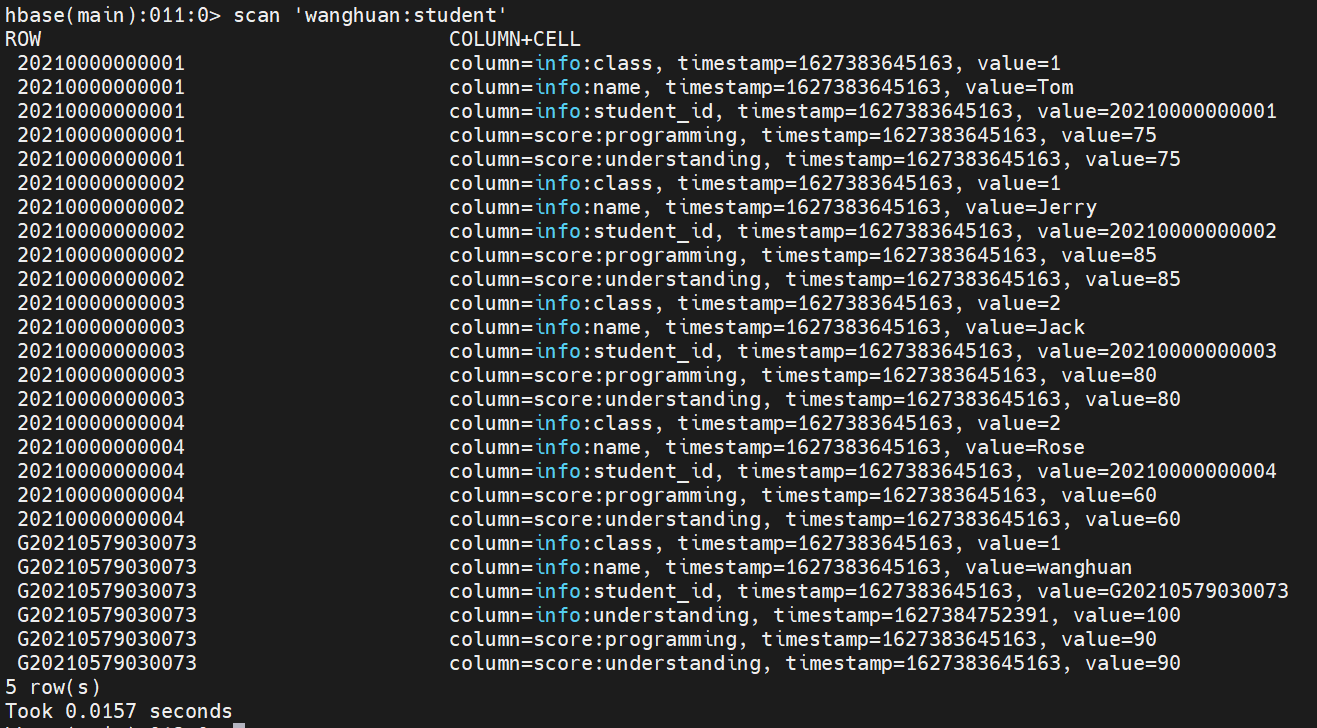 hbase(main):011:0> scan 'wanghuan:student'
ROW COLUMN+CELL
20210000000001 column=info:class, timestamp=1627383645163, value=1
20210000000001 column=info:name, timestamp=1627383645163, value=Tom
20210000000001 column=info:student_id, timestamp=1627383645163, value=20210000000001
20210000000001 column=score:programming, timestamp=1627383645163, value=75
20210000000001 column=score:understanding, timestamp=1627383645163, value=75
20210000000002 column=info:class, timestamp=1627383645163, value=1
20210000000002 column=info:name, timestamp=1627383645163, value=Jerry
20210000000002 column=info:student_id, timestamp=1627383645163, value=20210000000002
20210000000002 column=score:programming, timestamp=1627383645163, value=85
20210000000002 column=score:understanding, timestamp=1627383645163, value=85
20210000000003 column=info:class, timestamp=1627383645163, value=2
20210000000003 column=info:name, timestamp=1627383645163, value=Jack
20210000000003 column=info:student_id, timestamp=1627383645163, value=20210000000003
20210000000003 column=score:programming, timestamp=1627383645163, value=80
20210000000003 column=score:understanding, timestamp=1627383645163, value=80
20210000000004 column=info:class, timestamp=1627383645163, value=2
20210000000004 column=info:name, timestamp=1627383645163, value=Rose
20210000000004 column=info:student_id, timestamp=1627383645163, value=20210000000004
20210000000004 column=score:programming, timestamp=1627383645163, value=60
20210000000004 column=score:understanding, timestamp=1627383645163, value=60
G20210579030073 column=info:class, timestamp=1627383645163, value=1
G20210579030073 column=info:name, timestamp=1627383645163, value=wanghuan
G20210579030073 column=info:student_id, timestamp=1627383645163, value=G20210579030073
G20210579030073 column=info:understanding, timestamp=1627384752391, value=100
G20210579030073 column=score:programming, timestamp=1627383645163, value=90
G20210579030073 column=score:understanding, timestamp=1627383645163, value=90
5 row(s)
Took 0.0157 seconds